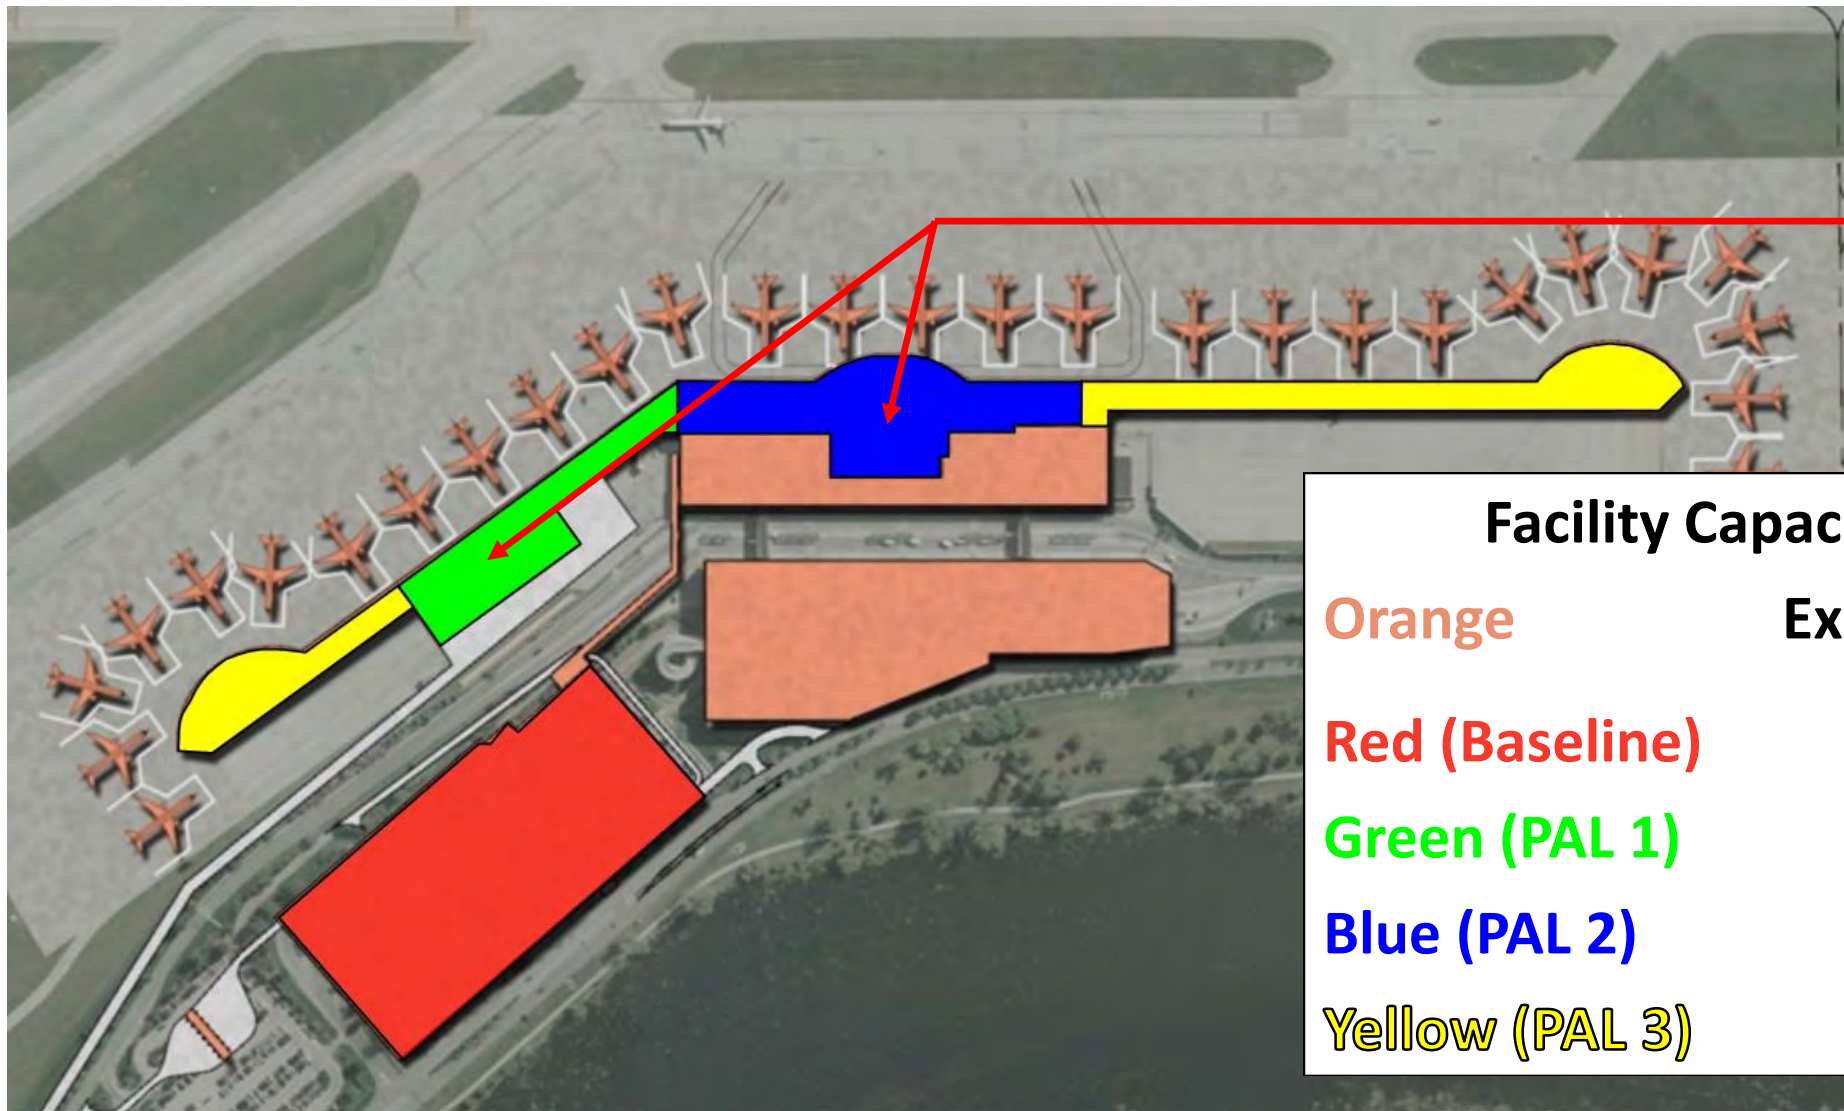 Facility Capac
Orange Ex
Red (Baseline)
Green (PAL 1)
Blue (PAL 2)
Yellow (PAL 3)